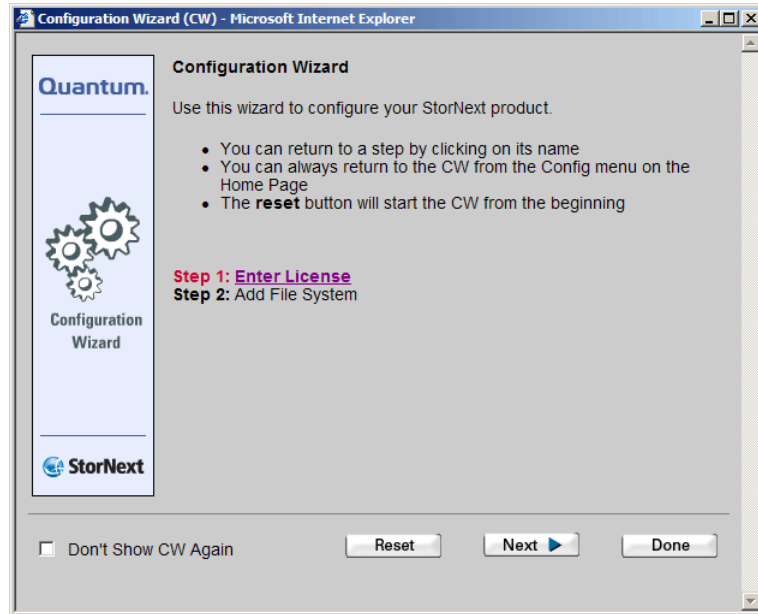 Configuration Wizard (CW) - Microsoft Internet Explorer
Quantum.
Configuration
Wizard
StorNext
Configuration Wizard
Use this wizard to configure your StorNext product.
• You can return to a step by clicking on its name
• You can always return to the CW from the Config menu on the
Home Page
• The reset button will start the CW from the beginning
Step 1: Enter License
Step 2: Add File System
Don't Show CW Again
Reset
Next
Done